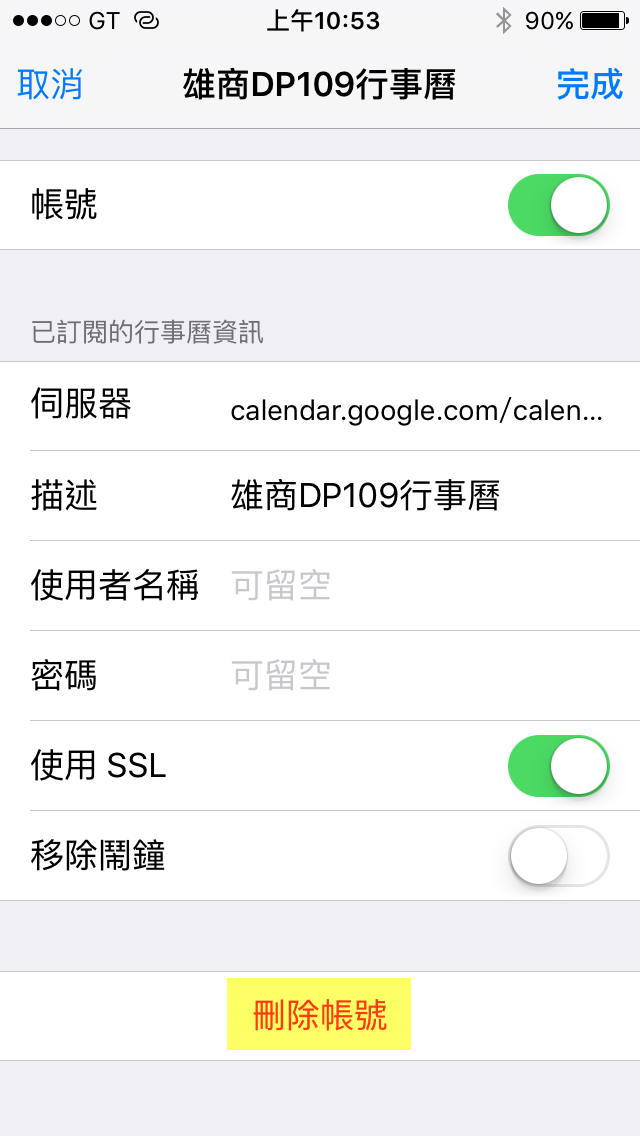 GT 上午10:53 90%
取消 雄商DP109行事曆 完成
帳號
已訂閱的行事曆資訊
伺服器 calendar.google.com/calen...
描述 雄商DP109行事曆
使用者名稱 可留空
密碼 可留空
使用 SSL
移除鬧鐘
刪除帳號